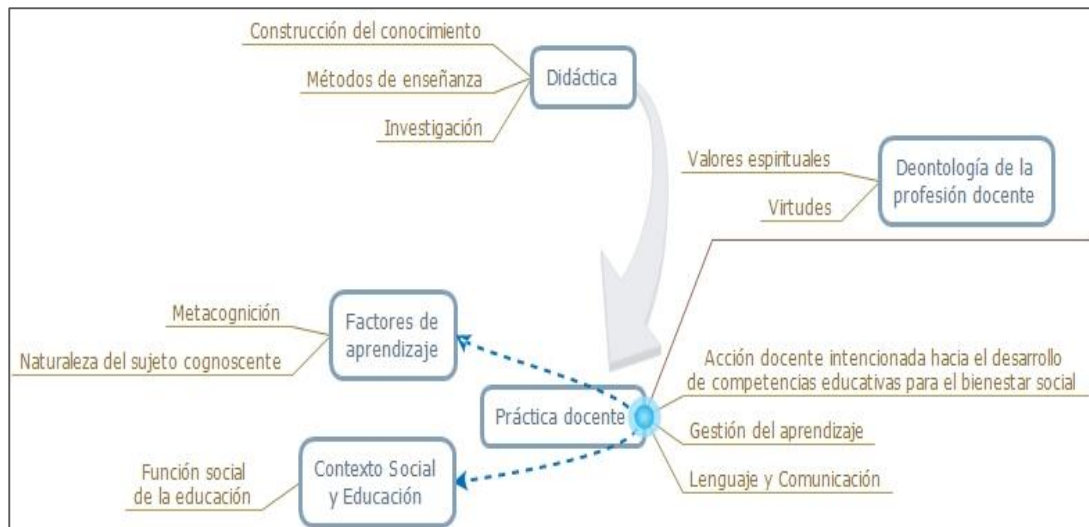 Construcción del conocimiento
Métodos de enseñanza
Investigación
Didáctica
Valores espirituales
Virtudes
Deontología de la
profesión docente
Metacognición
Naturaleza del sujeto cognoscente
Factores de
aprendizaje
Práctica docente
Acción docente intencionada hacia el desarrollo
de competencias educativas para el bienestar social
Gestión del aprendizaje
Lenguaje y Comunicación
Función social
de la educación
Contexto Social
y Educación